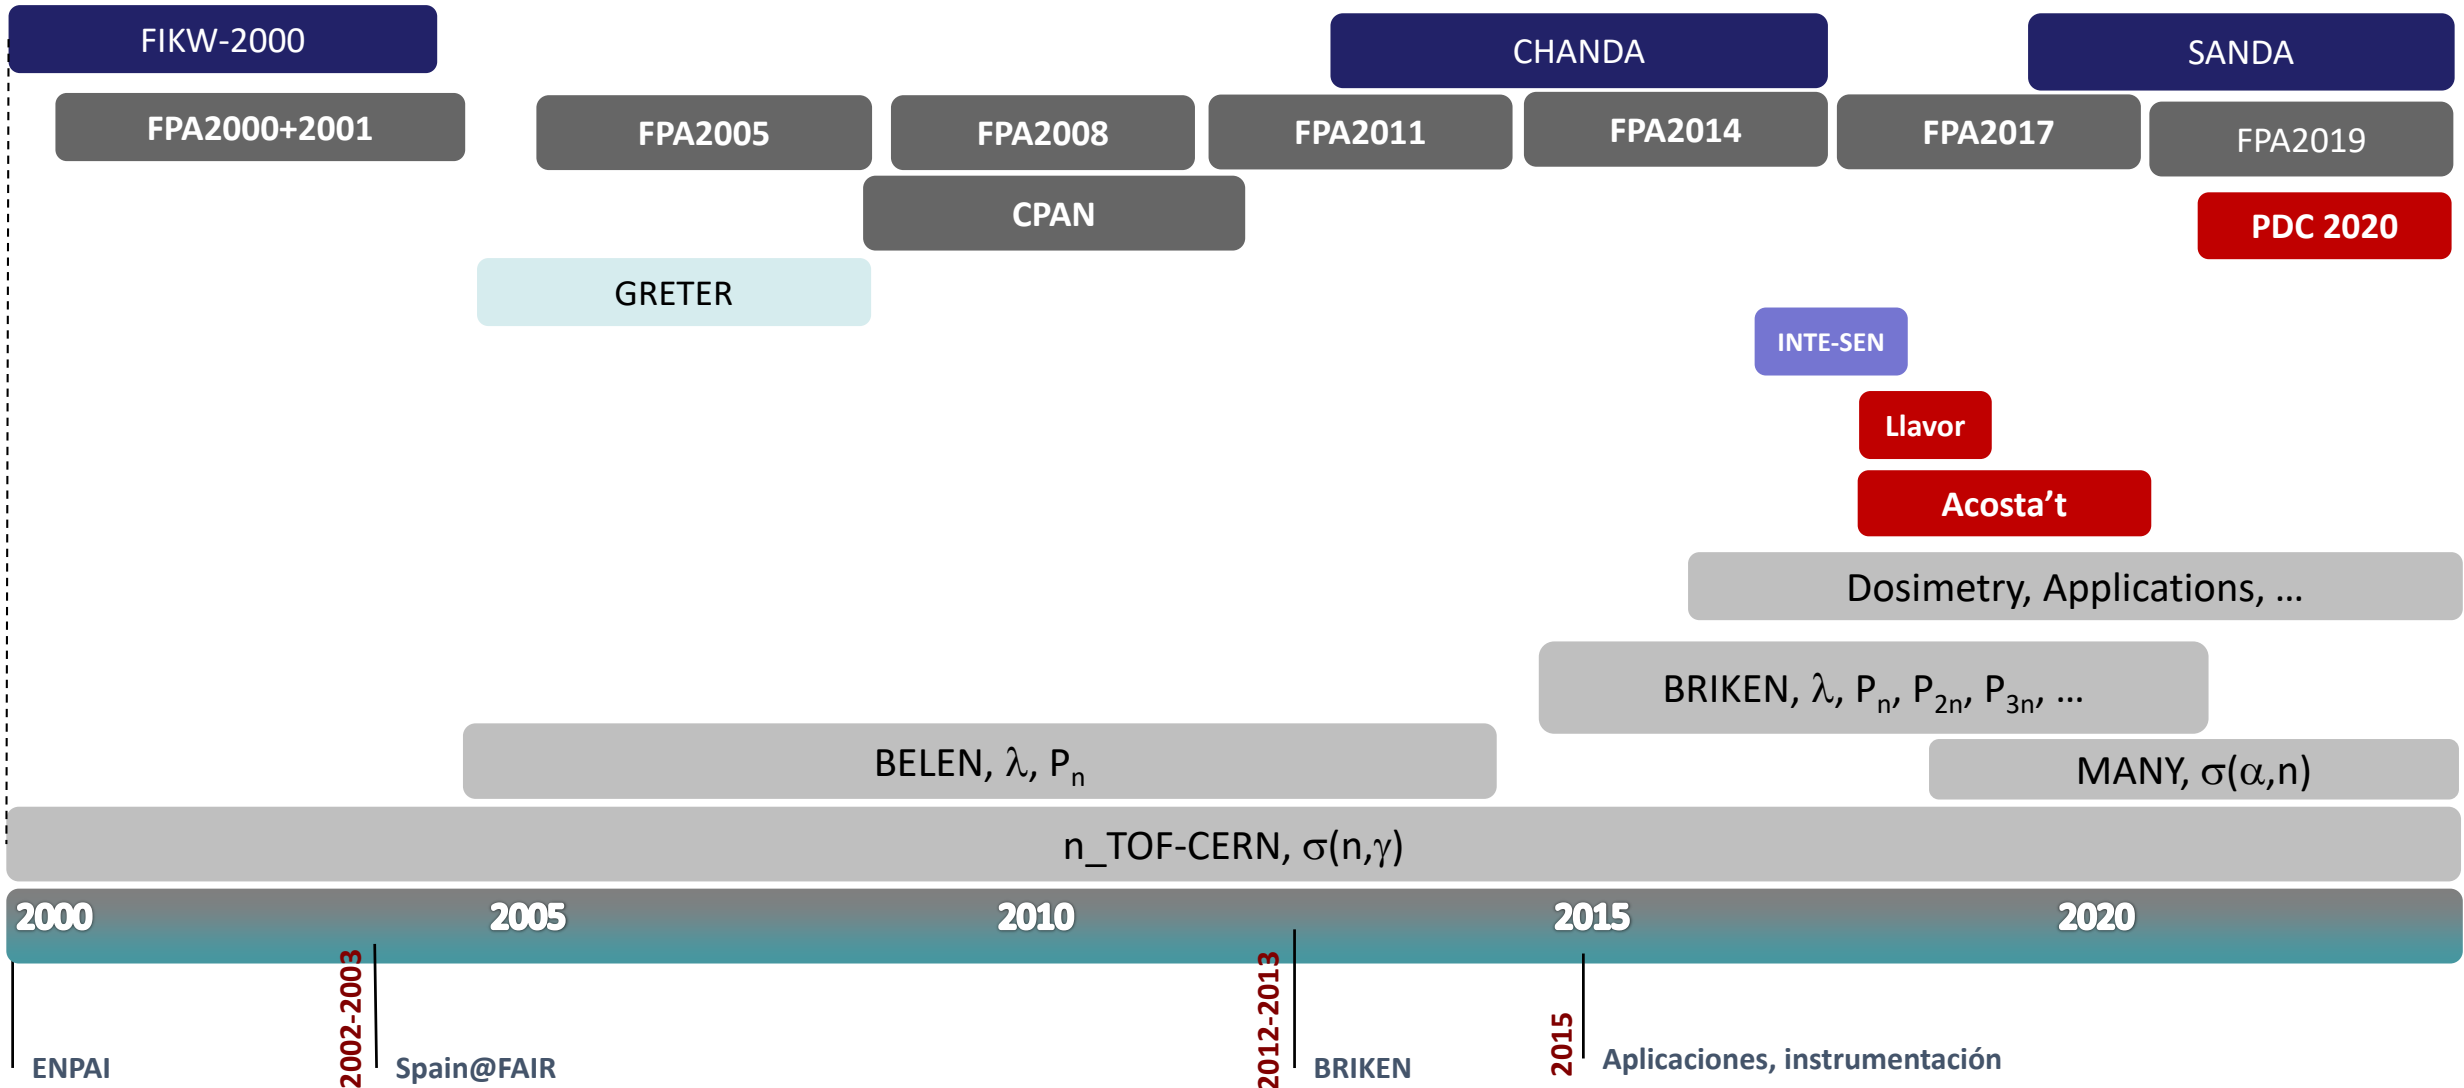 FIKW-2000
CHANDA
SANDA
FPA2000+2001
FPA2005
FPA2008
FPA2011
FPA2014
FPA2017
FPA2019
CPAN
PDC 2020
GRETER
INTE-SEN
Llavor
Acosta’t
Dosimetry, Applications, ...
BRIKEN, λ, Pn, P2n, P3n, ...
BELEN, λ, Pn
MANY, σ(α,n)
n_TOF-CERN, σ(n,γ)
2000
2005
2010
2015
2020
2002-2003
2012-2013
2015
ENPAI
Spain@FAIR
BRIKEN
Aplicaciones, instrumentación